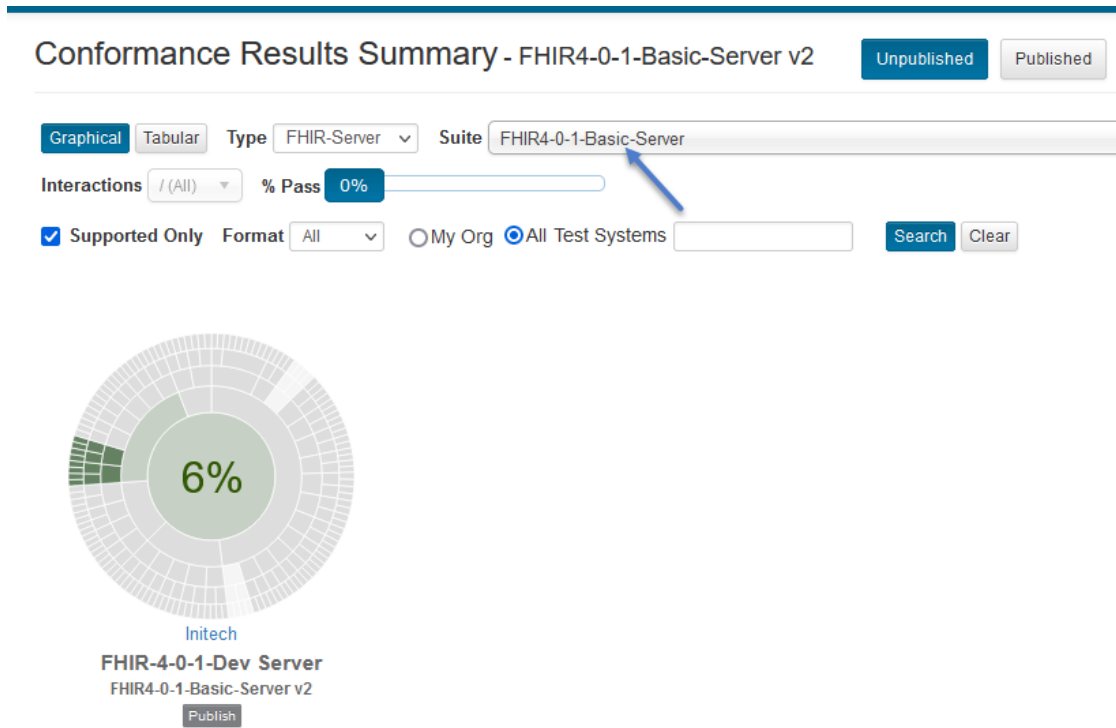 Conformance Results Summary - FHIR4-0-1-Basic-Server v2 Unpublished Published
Graphical Tabular Type FHIR-Server Suite FHIR4-0-1-Basic-Server
Interactions / (All) % Pass 0%
Supported Only Format All My Org All Test Systems Search Clear
6%
Initech
FHIR-4-0-1-Dev Server
FHIR4-0-1-Basic-Server v2
Publish